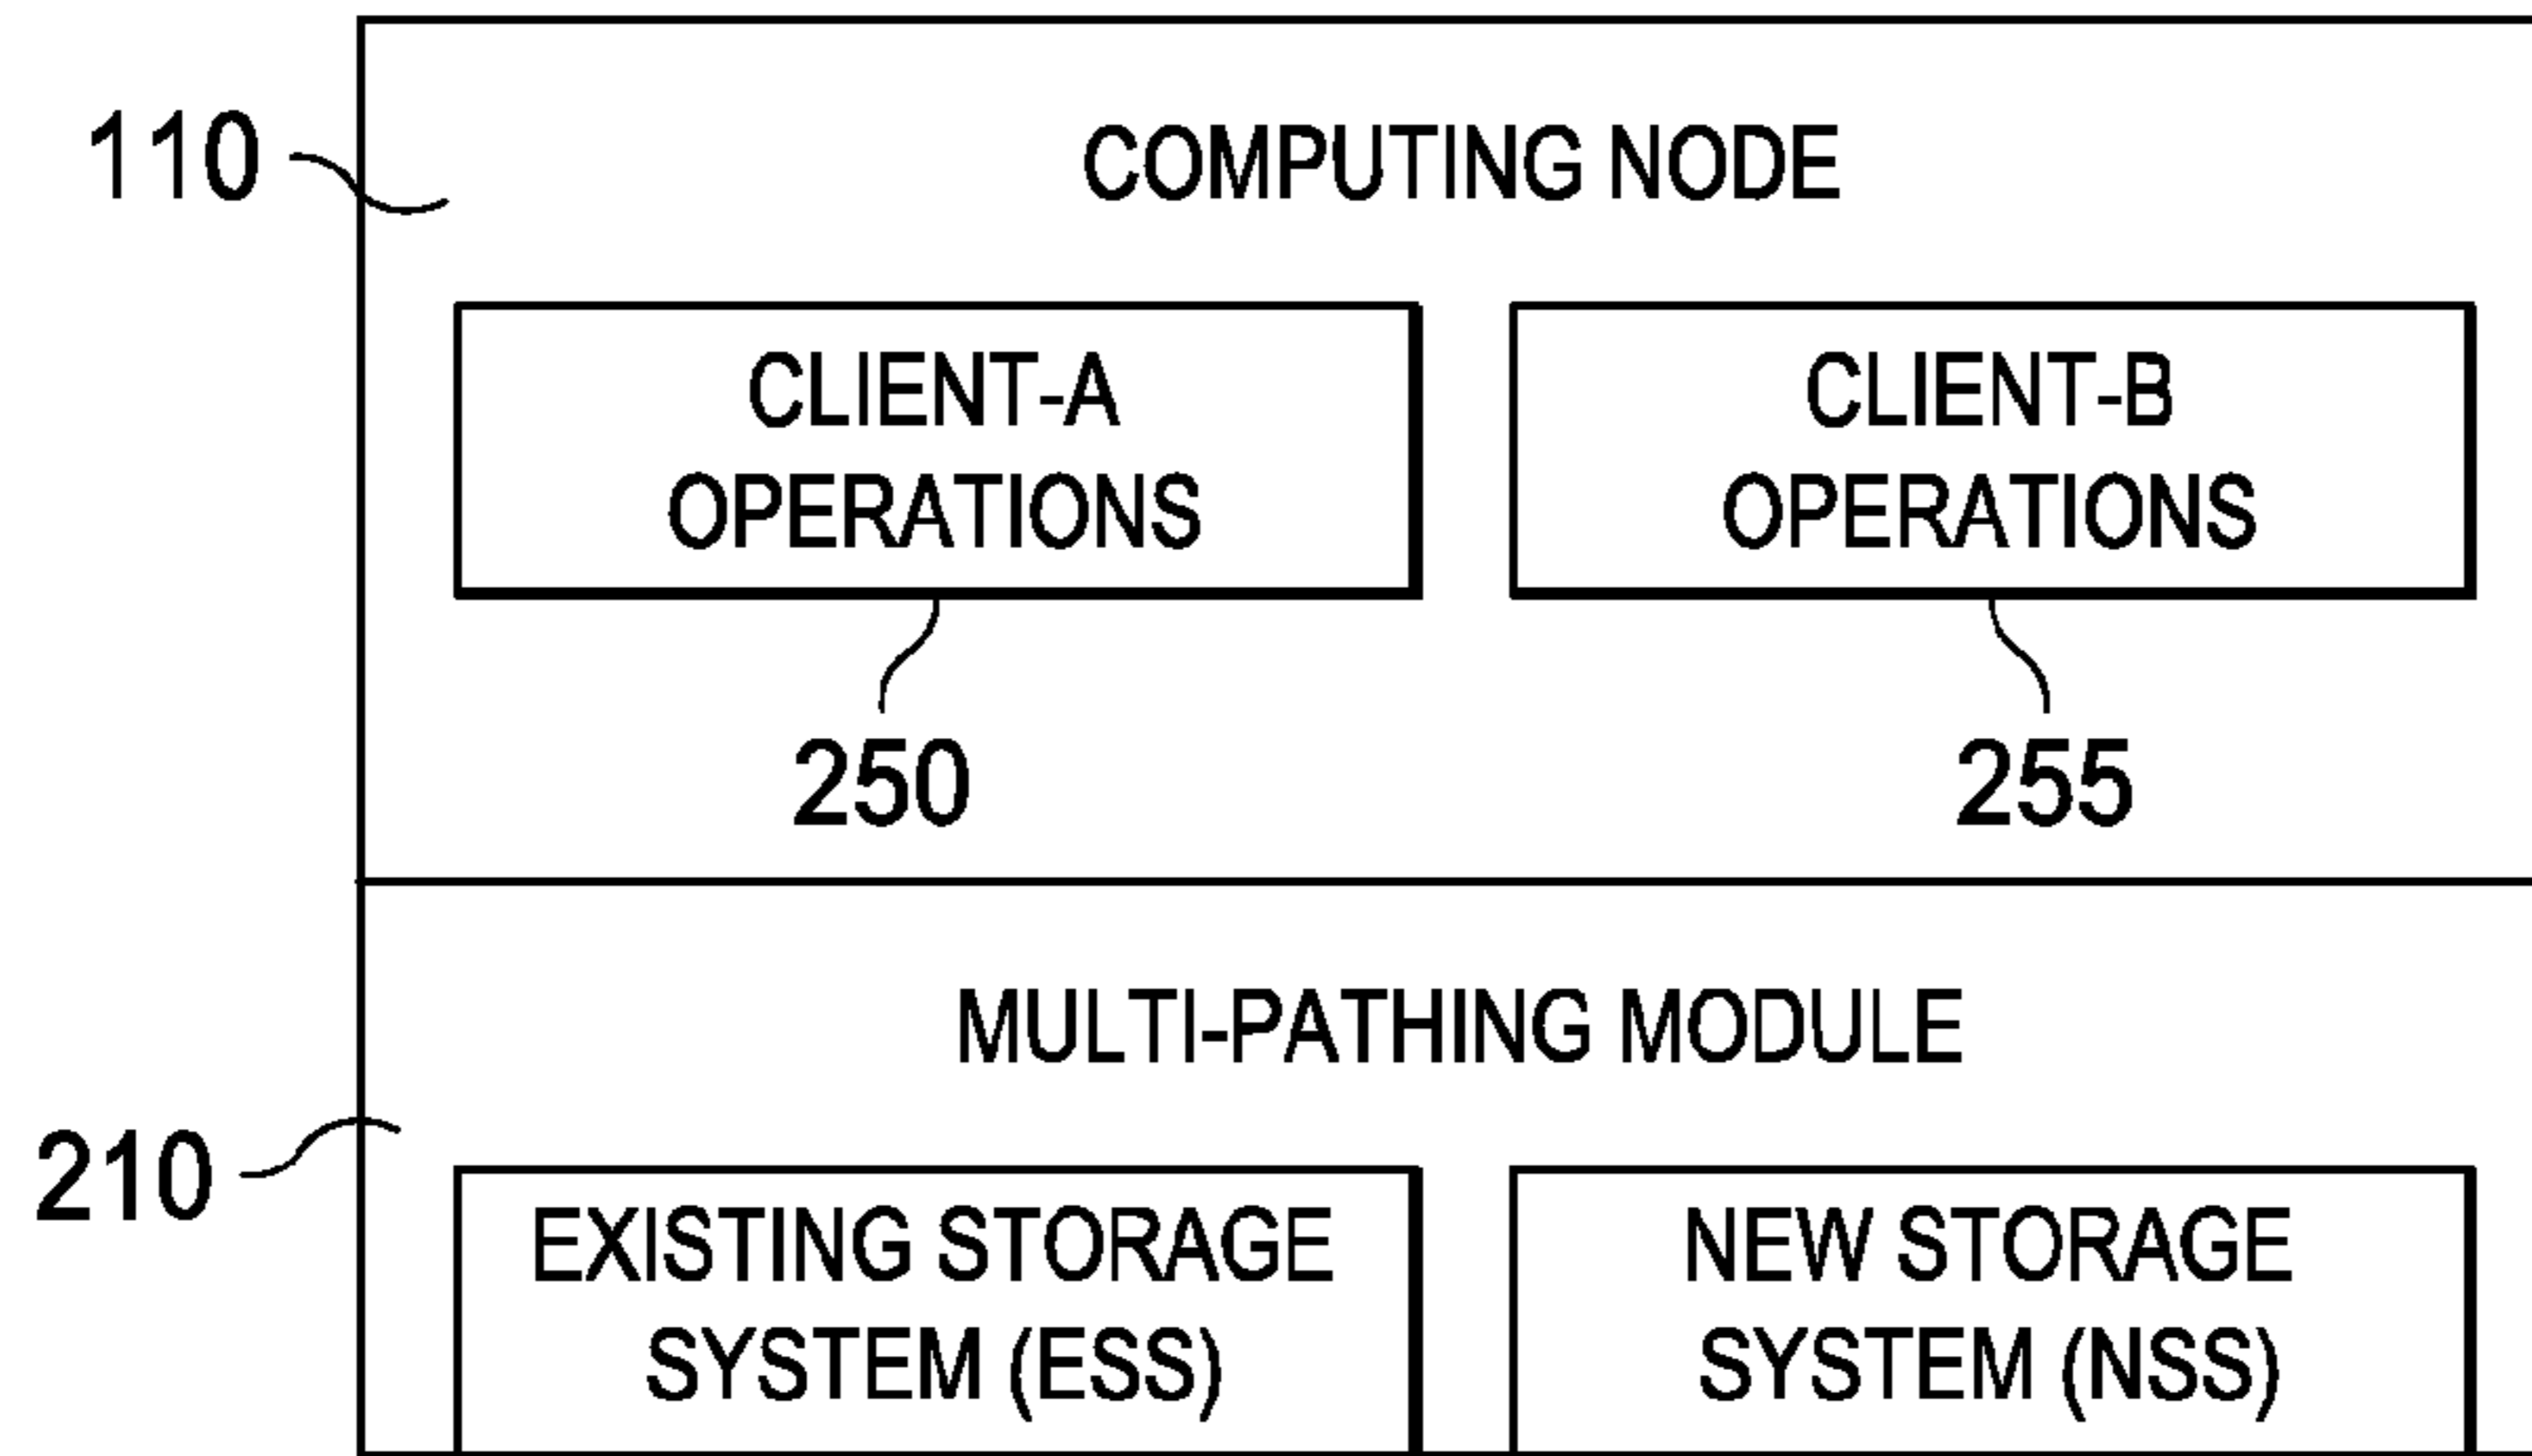 110
COMPUTING NODE
CLIENT-A
OPERATIONS
CLIENT-B
OPERATIONS
250
255
MULTI-PATHING MODULE
210
EXISTING STORAGE
SYSTEM (ESS)
NEW STORAGE
SYSTEM (NSS)